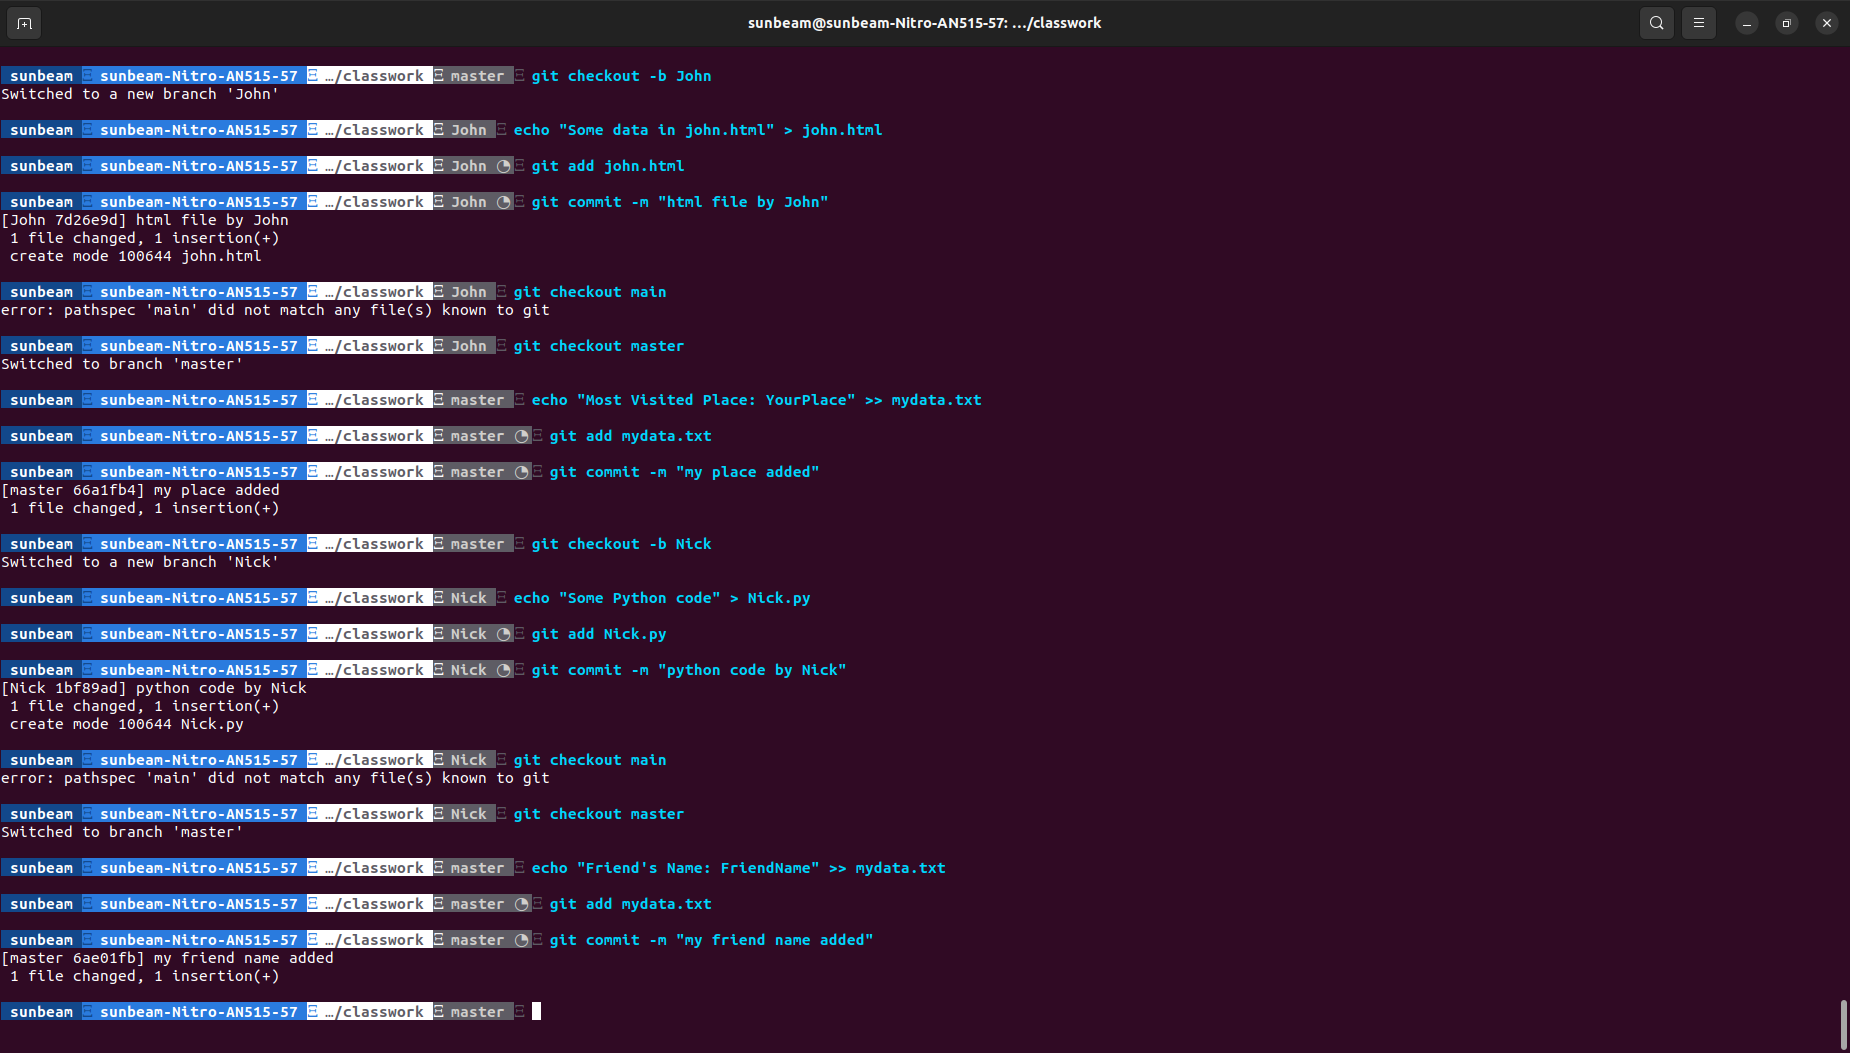 sunbeam@sunbeam-Nitro-AN515-57: .../classwork
sunbeam sunbeam-Nitro-AN515-57 …/classwork master git checkout -b John
Switched to a new branch 'John'
sunbeam sunbeam-Nitro-AN515-57 …/classwork John echo "Some data in john.html" > john.html
sunbeam sunbeam-Nitro-AN515-57 …/classwork John git add john.html
sunbeam sunbeam-Nitro-AN515-57 …/classwork John git commit -m "html file by John"
[John 7d26e9d] html file by John
1 file changed, 1 insertion(+)
create mode 100644 john.html
sunbeam sunbeam-Nitro-AN515-57 …/classwork John git checkout main
error: pathspec 'main' did not match any file(s) known to git
sunbeam sunbeam-Nitro-AN515-57 …/classwork John git checkout master
Switched to branch 'master'
sunbeam sunbeam-Nitro-AN515-57 …/classwork master echo "Most Visited Place: YourPlace" >> mydata.txt
sunbeam sunbeam-Nitro-AN515-57 …/classwork master git add mydata.txt
sunbeam sunbeam-Nitro-AN515-57 …/classwork master git commit -m "my place added"
[master 66a1fb4] my place added
1 file changed, 1 insertion(+)
sunbeam sunbeam-Nitro-AN515-57 …/classwork master git checkout -b Nick
Switched to a new branch 'Nick'
sunbeam sunbeam-Nitro-AN515-57 …/classwork Nick echo "Some Python code" > Nick.py
sunbeam sunbeam-Nitro-AN515-57 …/classwork Nick git add Nick.py
sunbeam sunbeam-Nitro-AN515-57 …/classwork Nick git commit -m "python code by Nick"
[Nick 1bf89ad] python code by Nick
1 file changed, 1 insertion(+)
create mode 100644 Nick.py
sunbeam sunbeam-Nitro-AN515-57 …/classwork Nick git checkout main
error: pathspec 'main' did not match any file(s) known to git
sunbeam sunbeam-Nitro-AN515-57 …/classwork Nick git checkout master
Switched to branch 'master'
sunbeam sunbeam-Nitro-AN515-57 …/classwork master echo "Friend's Name: FriendName" >> mydata.txt
sunbeam sunbeam-Nitro-AN515-57 …/classwork master git add mydata.txt
sunbeam sunbeam-Nitro-AN515-57 …/classwork master git commit -m "my friend name added"
[master 6ae01fb] my friend name added
1 file changed, 1 insertion(+)
sunbeam sunbeam-Nitro-AN515-57 …/classwork master